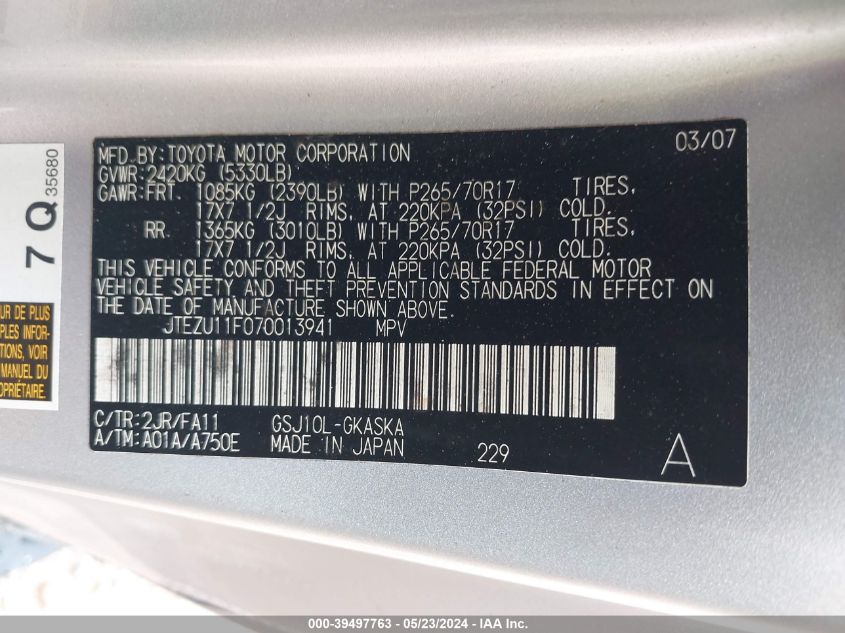 MFD. BY: TOYOTA MOTOR CORPORATION 03/07
GVWR: 2420KG (5330LB)
GAWR: FRT. 1085KG (2390LB) WITH P265/70R17 TIRES,
17X7 1/2J RIMS, AT 220KPA (32PSI) COLD.
RR. 1365KG (3010LB) WITH P265/70R17 TIRES,
17X7 1/2J RIMS, AT 220KPA (32PSI) COLD.
THIS VEHICLE CONFORMS TO ALL APPLICABLE FEDERAL MOTOR
VEHICLE SAFETY AND THEFT PREVENTION STANDARDS IN EFFECT ON
THE DATE OF MANUFACTURE SHOWN ABOVE.
JTEZU11F070013941 MPV
C/TR: 2JR/FA11 GSJ10L-GKASKA
A/TM: A01A/A750E MADE IN JAPAN 229 A
7 Q 35680
UR DE PLUS
PLES INFOR-
TIONS, VOIR
MANUEL DU
OPRIÉTAIRE.
000-39497763 - 05/23/2024 - IAA Inc.